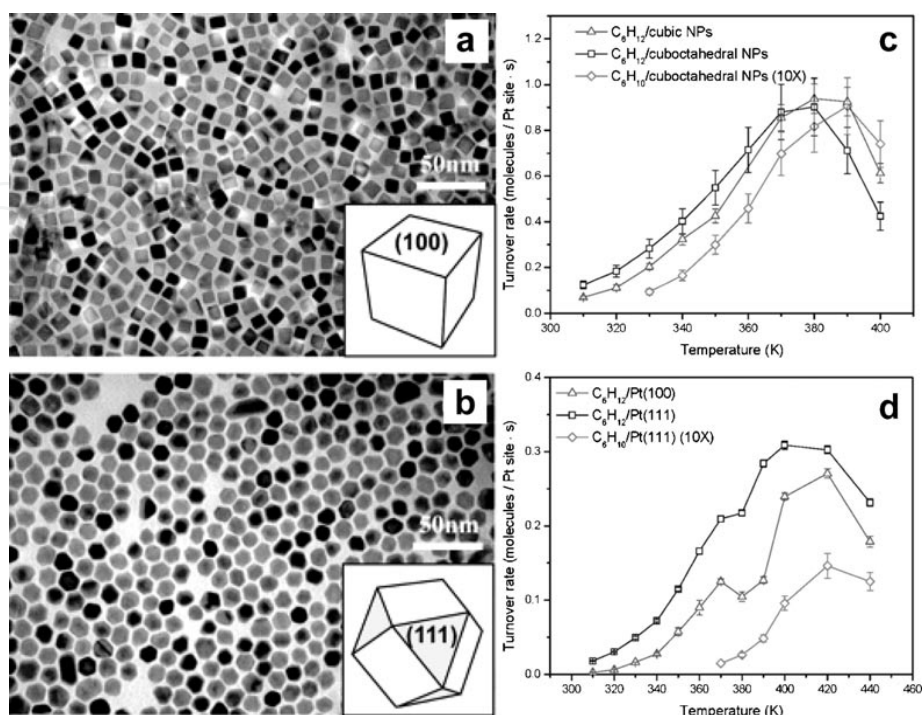 a
50nm
(100)
b
50nm
(111)
c
C₆H₁₂/cubic NPs
C₆H₁₂/cuboctahedral NPs
C₆H₁₀/cuboctahedral NPs (10X)
Turnover rate (molecules / Pt site · s)
1.2
1.0
0.8
0.6
0.4
0.2
0.0
300 320 340 360 380 400
Temperature (K)
d
C₆H₁₂/Pt(100)
C₆H₁₂/Pt(111)
C₆H₁₀/Pt(111) (10X)
Turnover rate (molecules / Pt site · s)
0.4
0.3
0.2
0.1
0.0
300 320 340 360 380 400 420 440 460
Temperature (K)